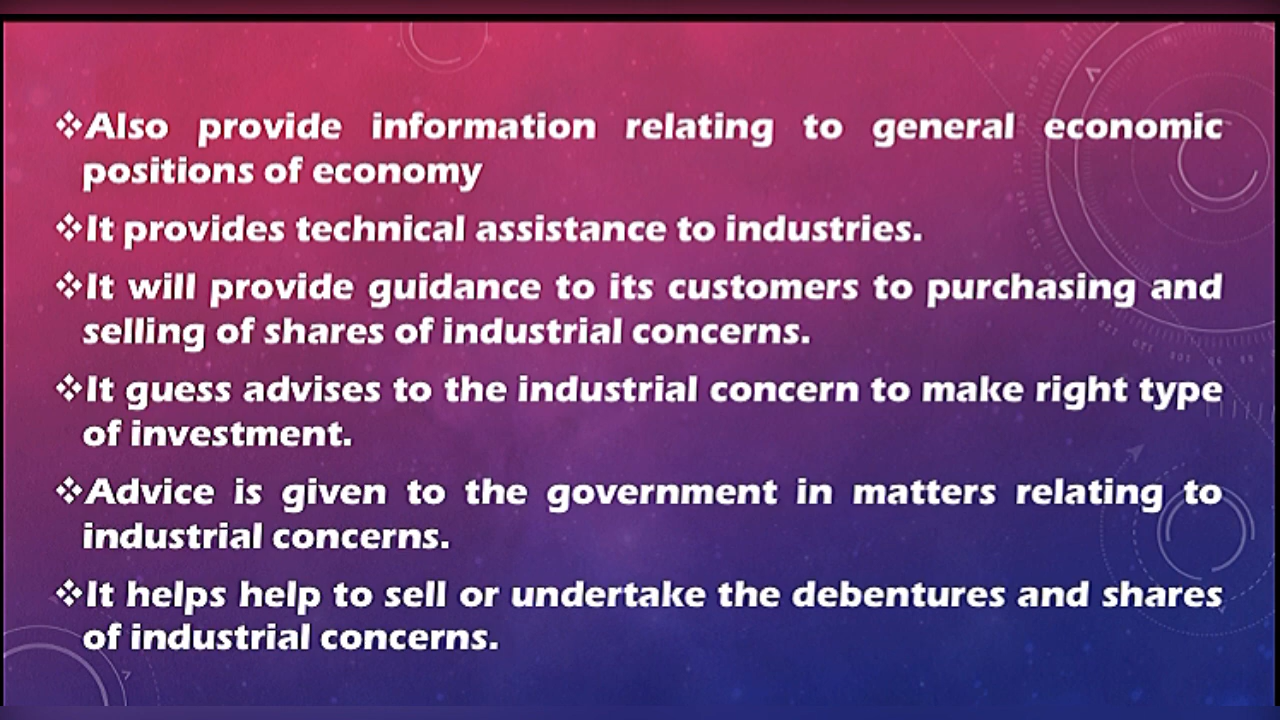 ❖Also provide information relating to general economic
positions of economy
❖It provides technical assistance to industries.
❖It will provide guidance to its customers to purchasing and
selling of shares of industrial concerns.
❖It guess advises to the industrial concern to make right type
of investment.
❖Advice is given to the government in matters relating to
industrial concerns.
❖It helps help to sell or undertake the debentures and shares
of industrial concerns.